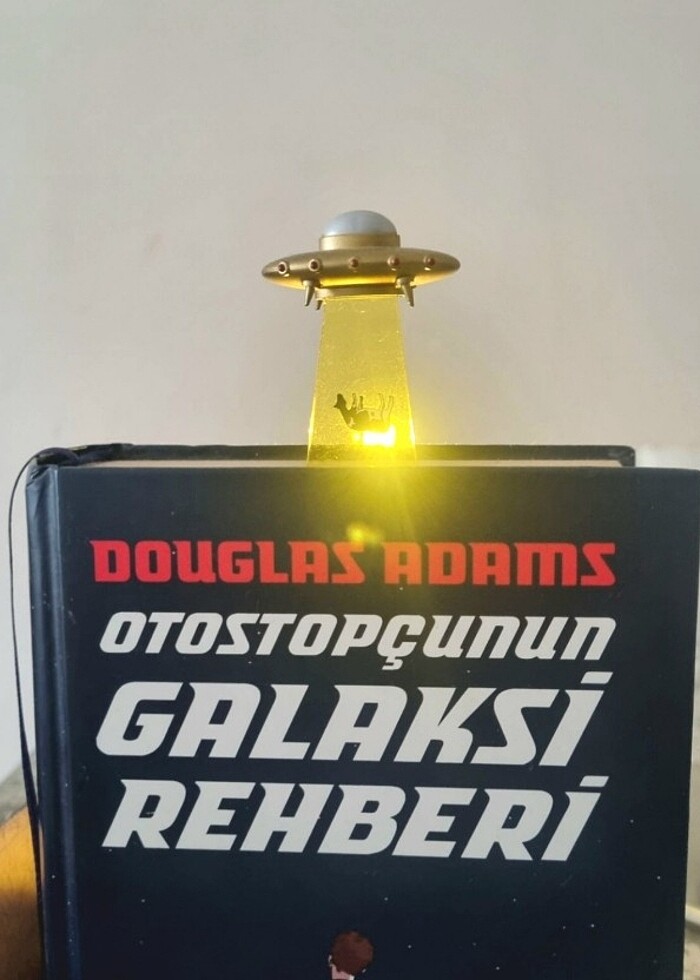 DOUGLAS ADAMS
OTOSTOPÇUNUN
GALAKSİ
REHBERİ